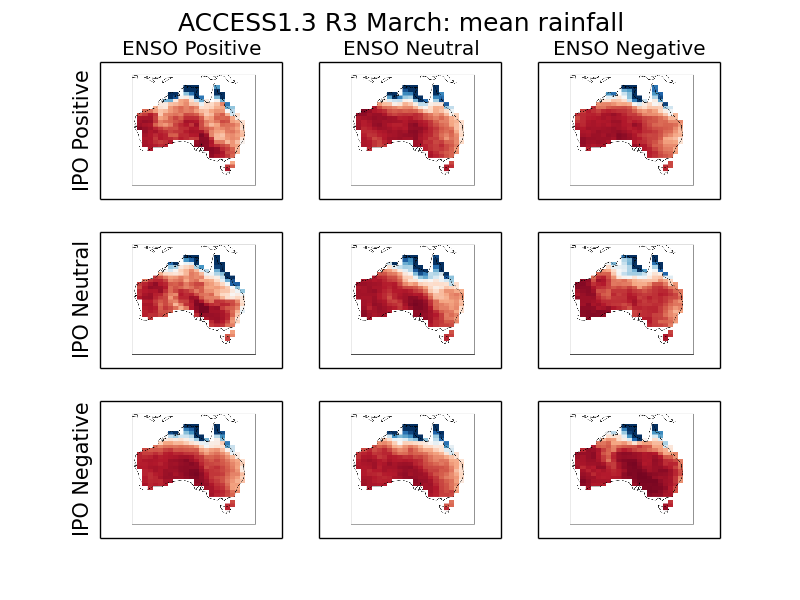 ACCESS1.3 R3 March: mean rainfall
ENSO Positive ENSO Neutral ENSO Negative
IPO Positive
IPO Neutral
IPO Negative